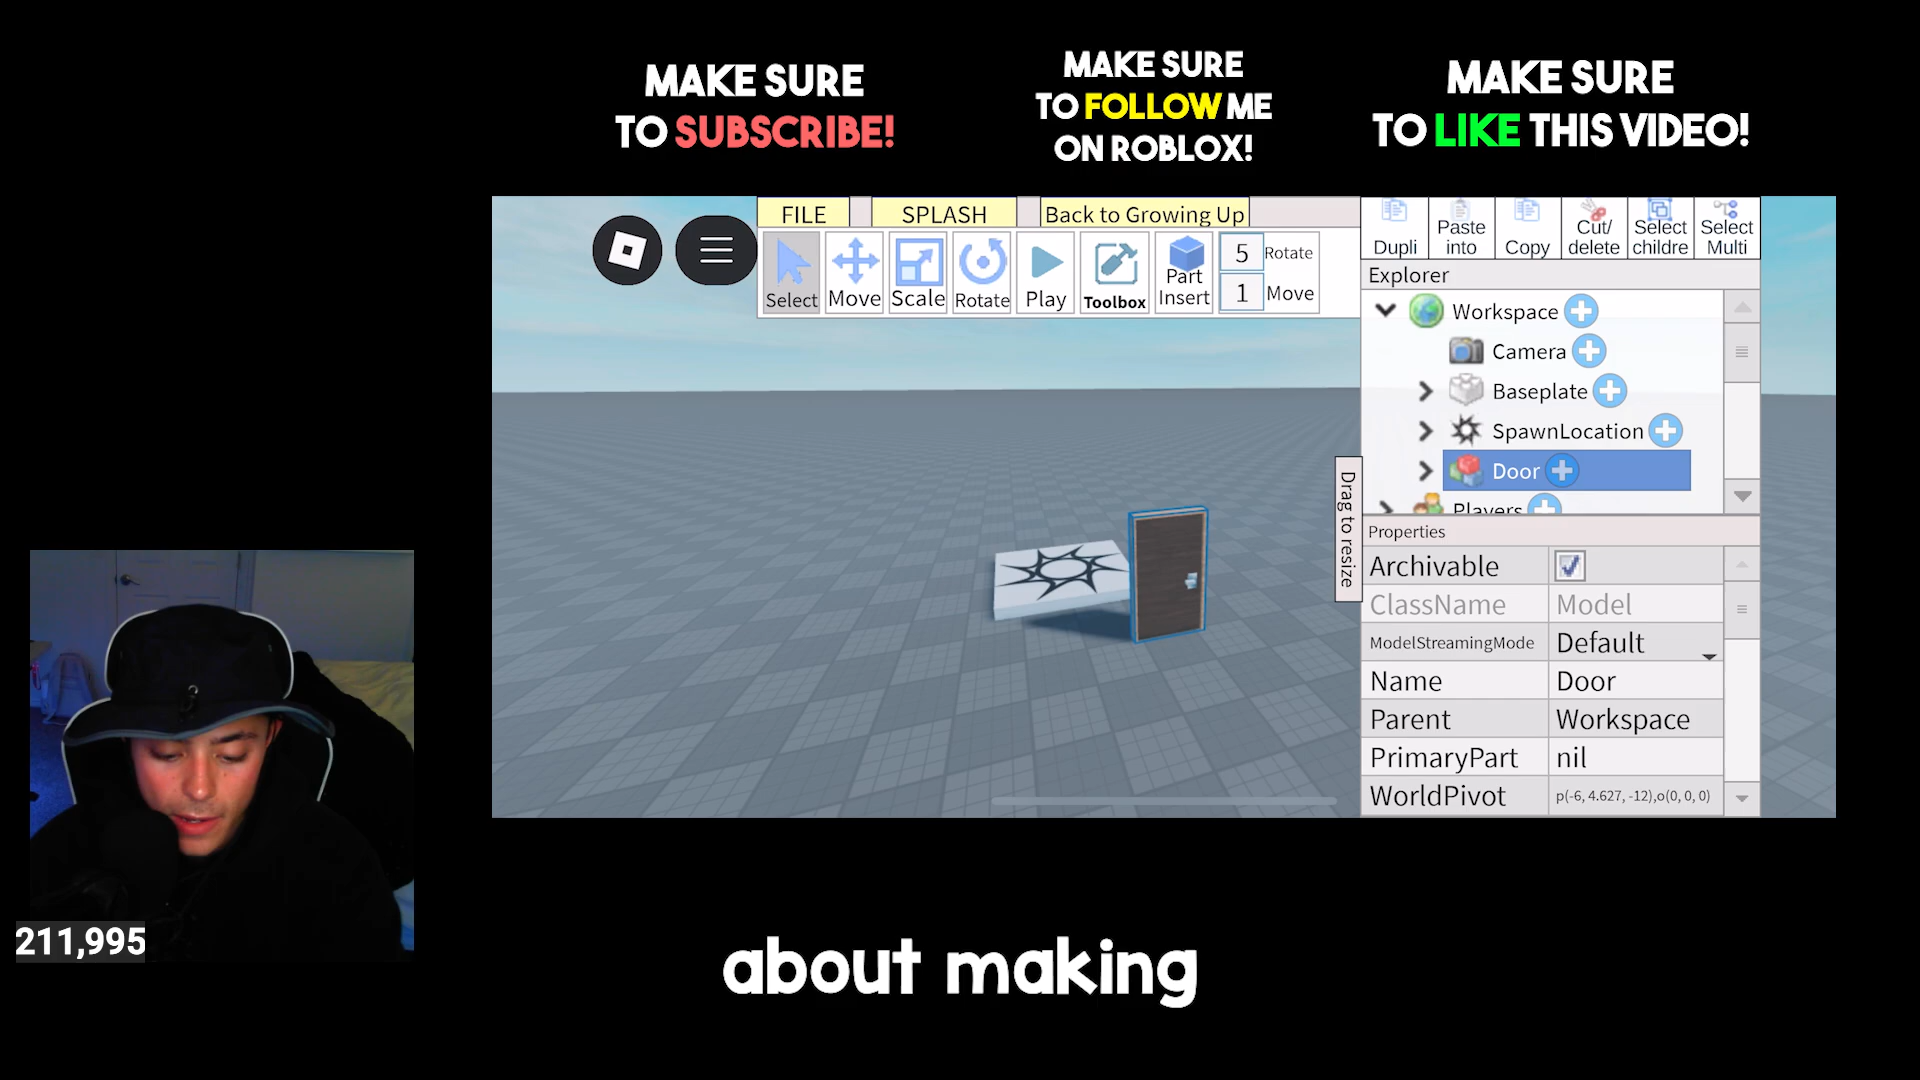 MAKE SURE
TO SUBSCRIBE!
MAKE SURE
TO FOLLOW ME
ON ROBLOX!
MAKE SURE
TO LIKE THIS VIDEO!
FILE
SPLASH
Back to Growing Up
Select
Move
Scale
Rotate
Play
Toolbox
Part
Insert
5
Rotate
1
Move
Dupli
Paste
into
Copy
Cut/
delete
Select
childre
Select
Multi
Explorer
Workspace
Camera
Baseplate
SpawnLocation
Door
Players
Drag to resize
Properties
Archivable
ClassName
Model
ModelStreamingMode
Default
Name
Door
Parent
Workspace
PrimaryPart
nil
WorldPivot
p(-6, 4.627, -12),o(0, 0, 0)
211,995
about making